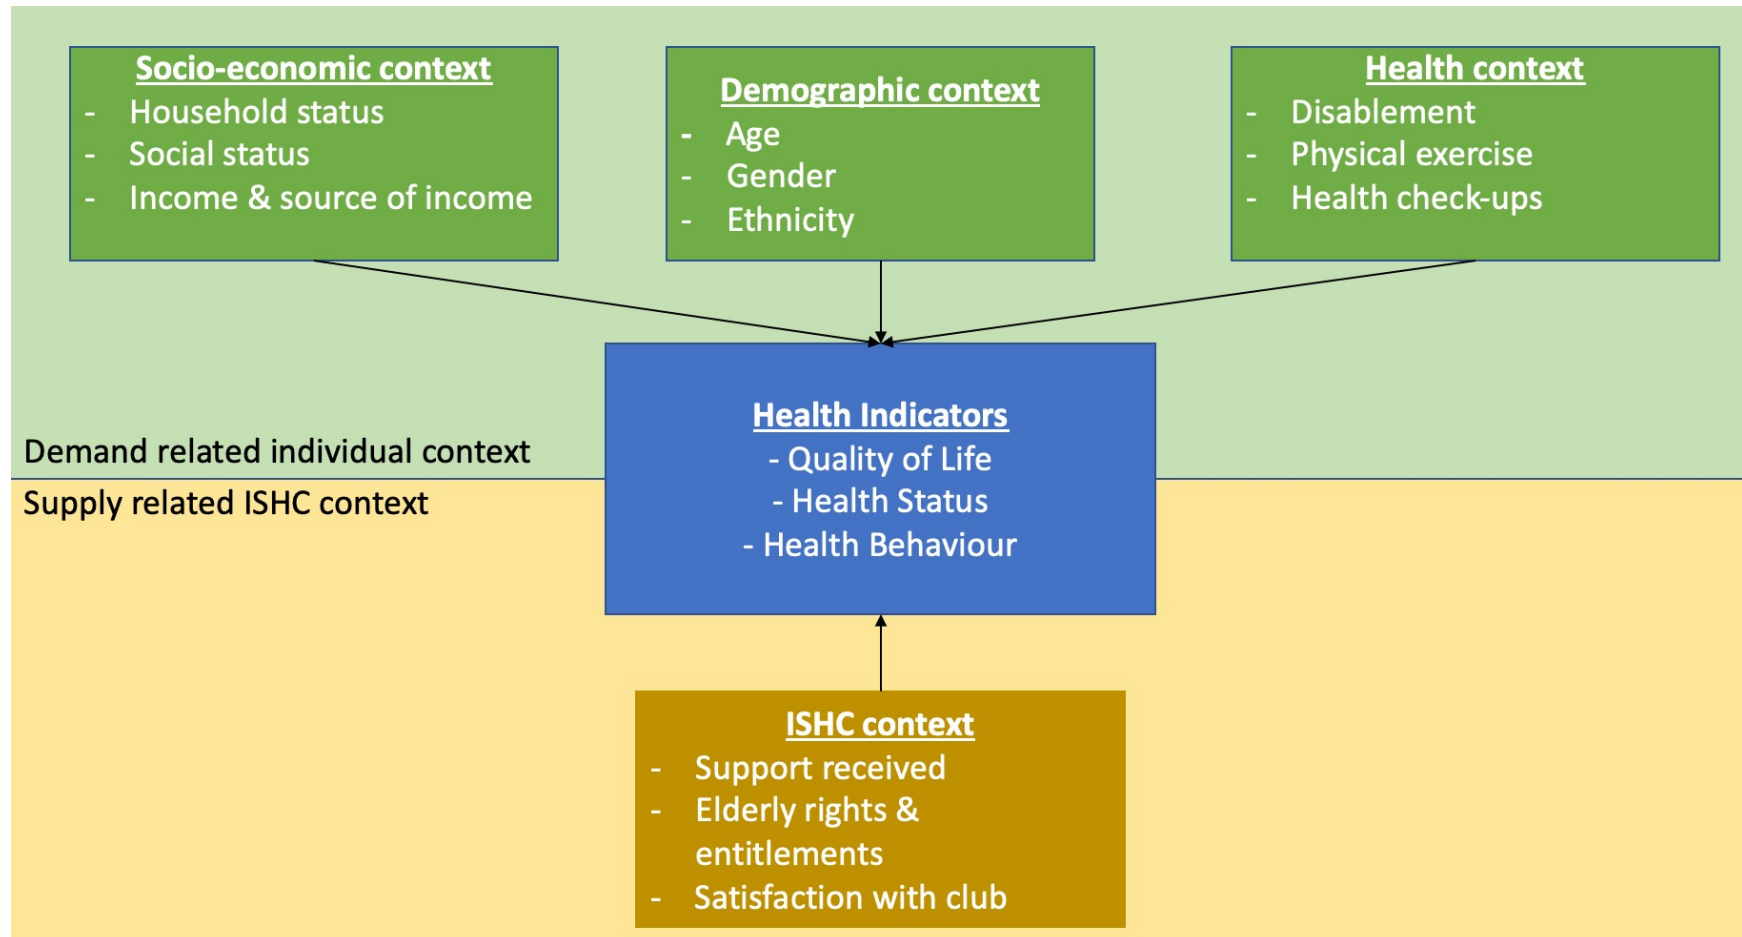 Socio-economic context
- Household status
- Social status
- Income & source of income
Demographic context
- Age
- Gender
- Ethnicity
Health context
- Disablement
- Physical exercise
- Health check-ups
Health Indicators
- Quality of Life
- Health Status
- Health Behaviour
Demand related individual context
Supply related ISHC context
ISHC context
- Support received
- Elderly rights &
entitlements
- Satisfaction with club